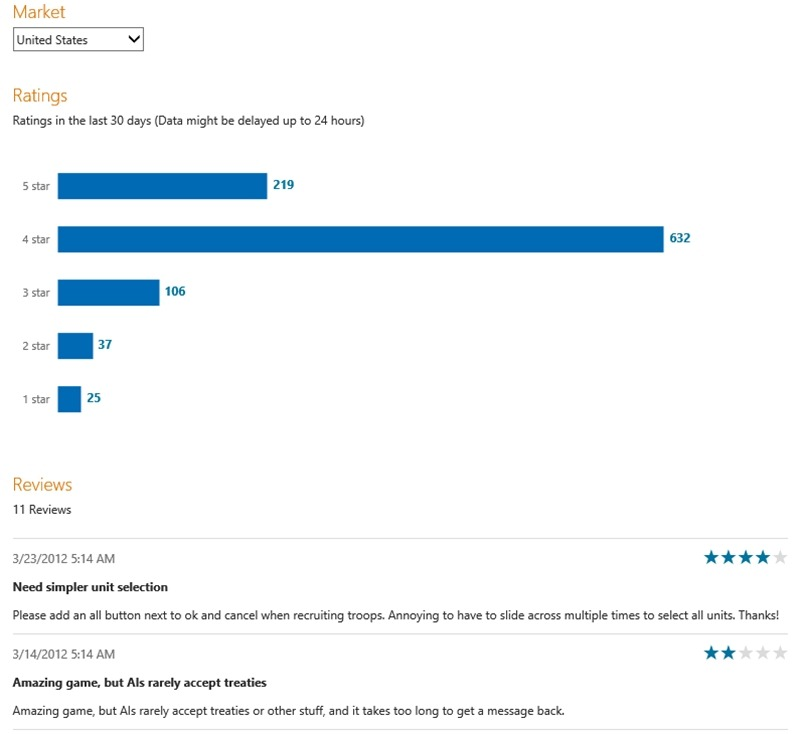 Market
United States
Ratings
Ratings in the last 30 days (Data might be delayed up to 24 hours)
5 star 219
4 star 632
3 star 106
2 star 37
1 star 25
Reviews
11 Reviews
3/23/2012 5:14 AM
Need simpler unit selection
Please add an all button next to ok and cancel when recruiting troops. Annoying to have to slide across multiple times to select all units. Thanks!
3/14/2012 5:14 AM
Amazing game, but AIs rarely accept treaties
Amazing game, but AIs rarely accept treaties or other stuff, and it takes too long to get a message back.